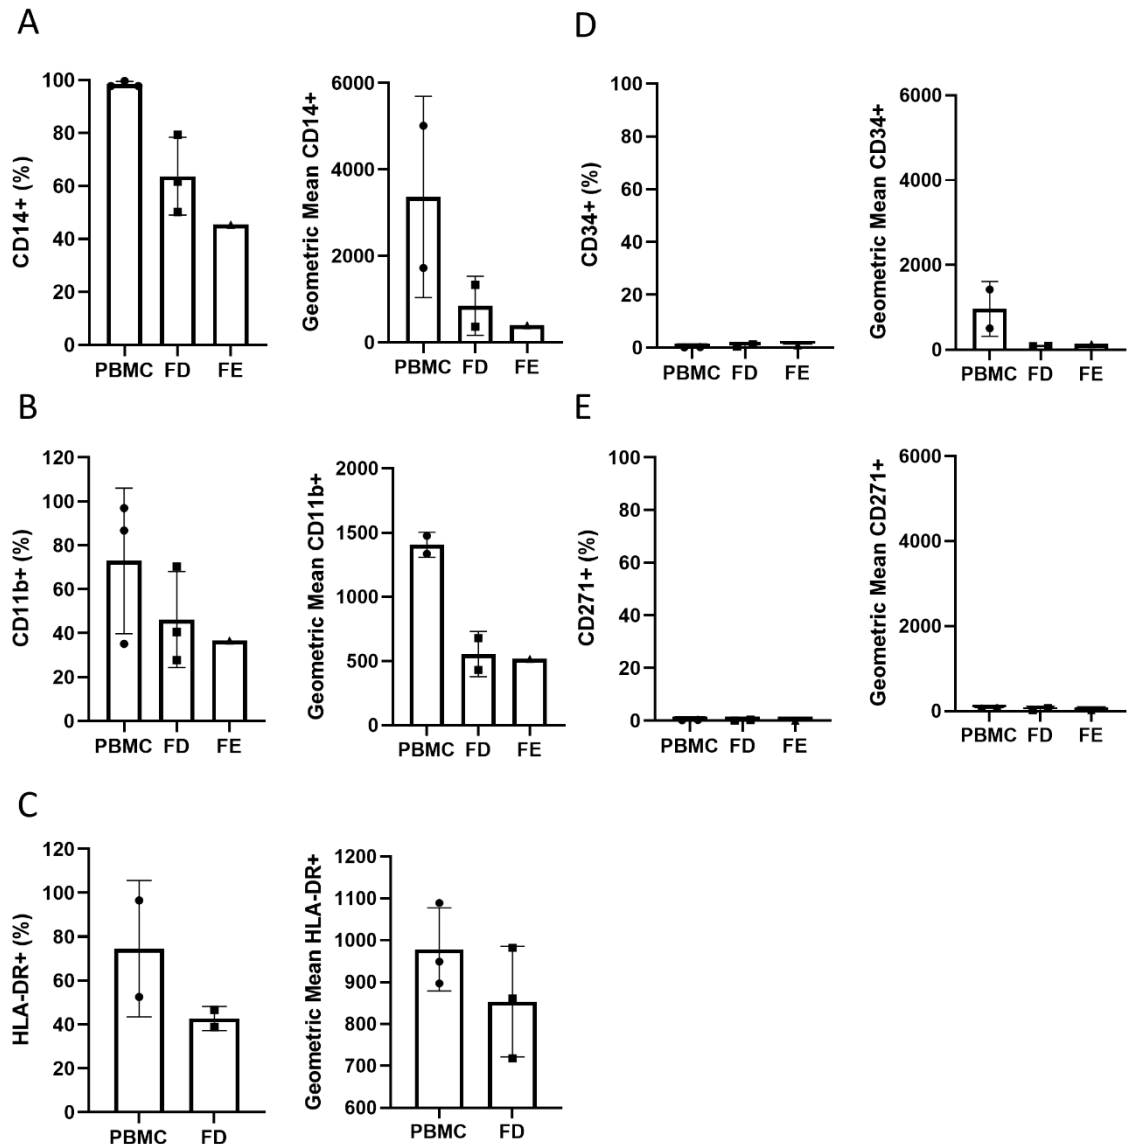 A
CD14+ (%)
100
80
60
40
20
0
PBMC FD FE
Geometric Mean CD14+
6000
4000
2000
0
PBMC FD FE
D
CD34+ (%)
100
80
60
40
20
0
PBMC FD FE
Geometric Mean CD34+
6000
4000
2000
0
PBMC FD FE
B
CD11b+ (%)
120
100
80
60
40
20
0
PBMC FD FE
Geometric Mean CD11b+
2000
1500
1000
500
0
PBMC FD FE
E
CD271+ (%)
100
80
60
40
20
0
PBMC FD FE
Geometric Mean CD271+
6000
4000
2000
0
PBMC FD FE
C
HLA-DR+ (%)
120
100
80
60
40
20
0
PBMC FD
Geometric Mean HLA-DR+
1200
1100
1000
900
800
700
600
PBMC FD